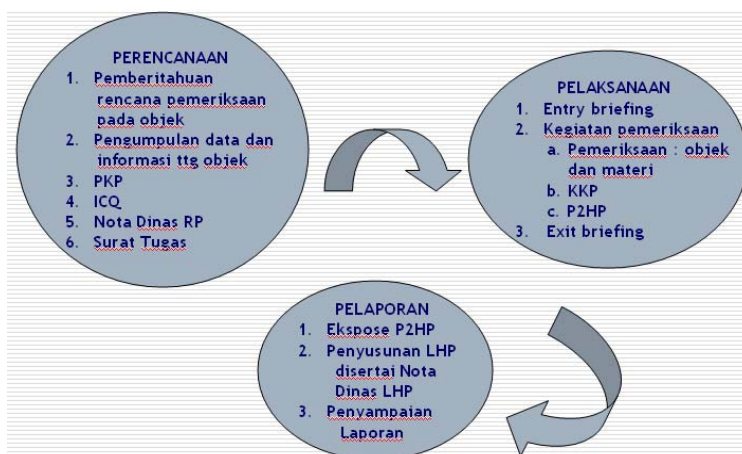 PERENCANAAN
1. Pemberitahuan
rencana pemeriksaan
pada objek
2. Pengumpulan data dan
informasi ttg objek
3. PKP
4. ICQ
5. Nota Dinas RP
6. Surat Tugas
PELAKSANAAN
1. Entry briefing
2. Kegiatan pemeriksaan
a. Pemeriksaan : objek
dan materi
b. KKP
c. P2HP
3. Exit briefing
PELAPORAN
1. Ekspose P2HP
2. Penyusunan LHP
disertai Nota
Dinas LHP
3. Penyampaian
Laporan